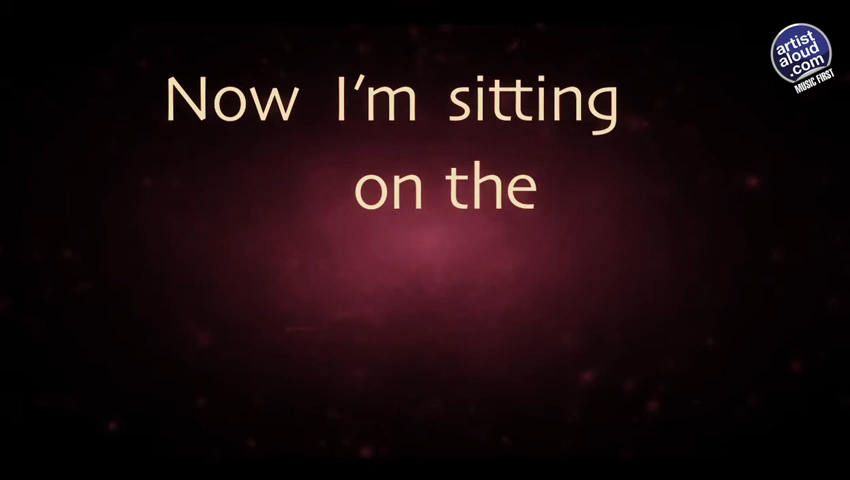 Now I'm sitting
on the
artist
aloud
.com
MUSIC FIRST